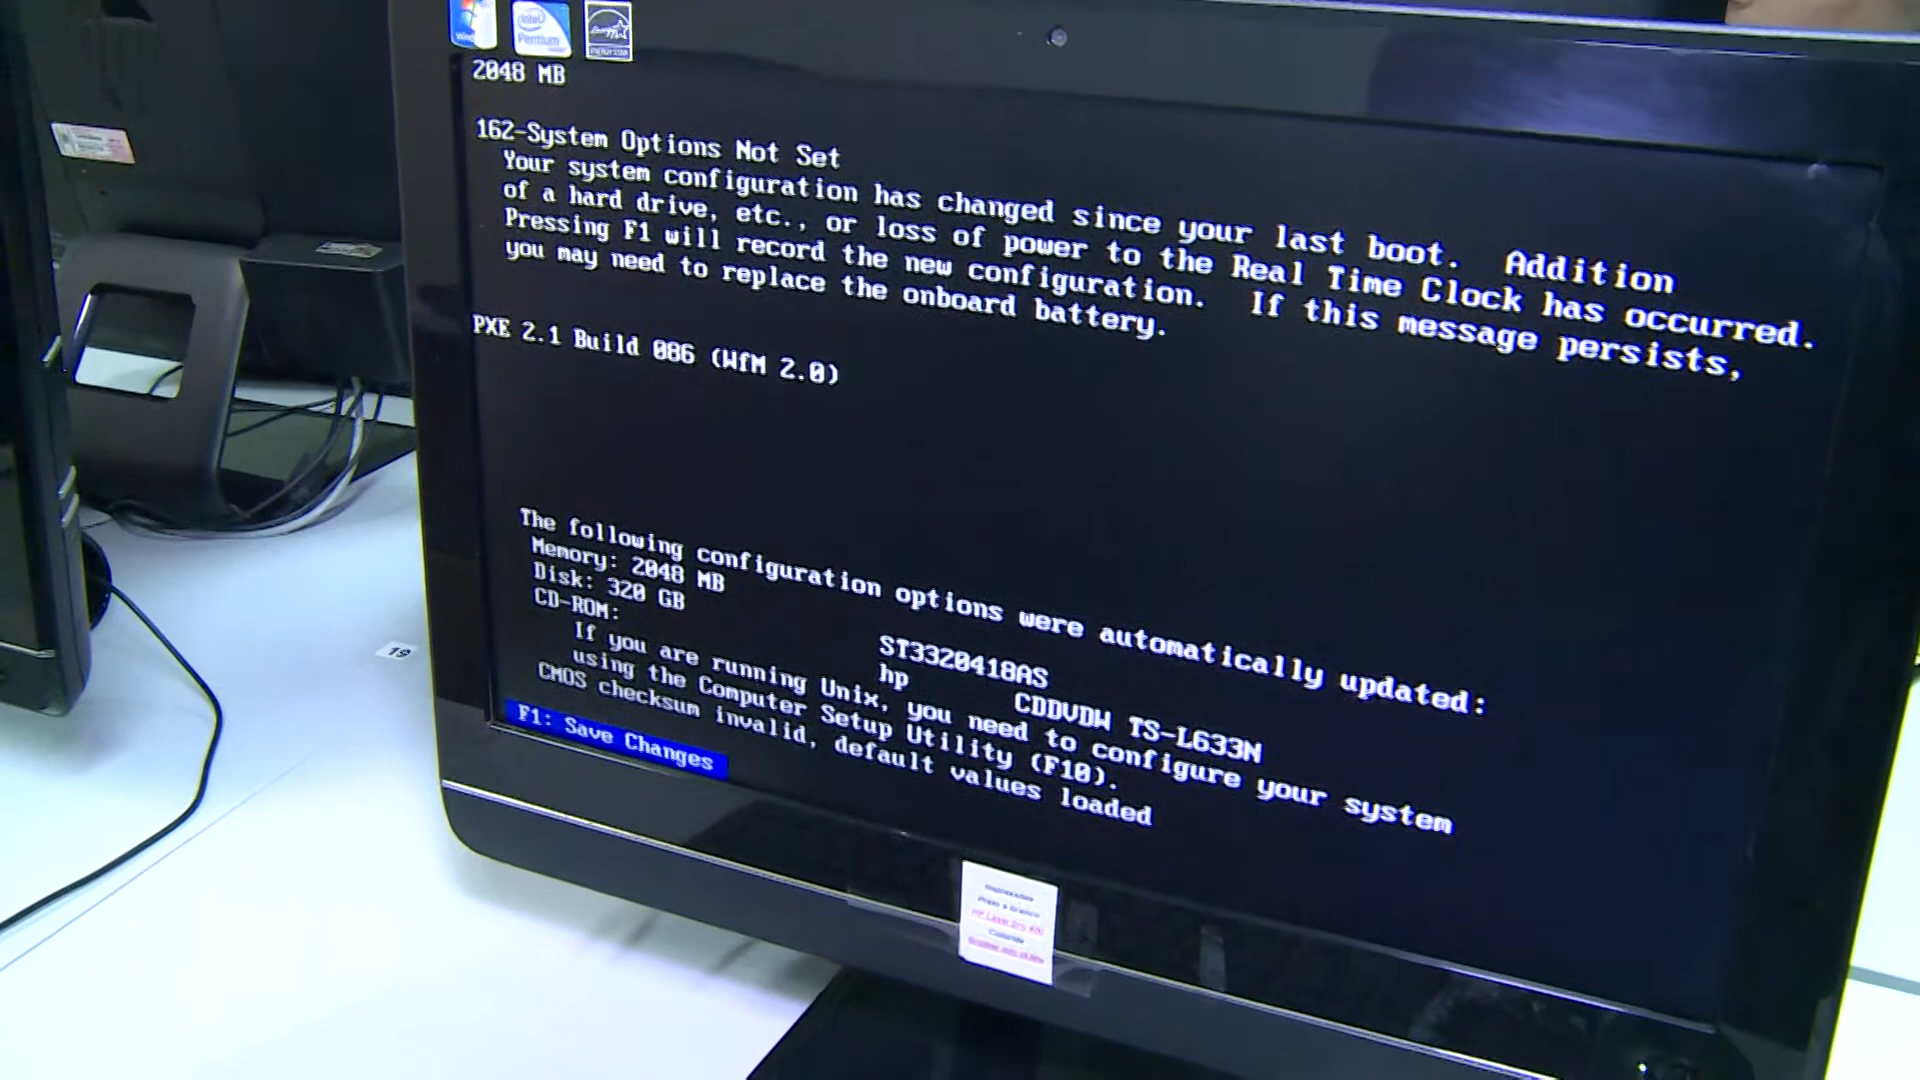 intel
Pentium
ENERGY STAR
2048 MB
162-System Options Not Set
Your system configuration has changed since your last boot. Addition
of a hard drive, etc., or loss of power to the Real Time Clock has occurred.
Pressing F1 will record the new configuration. If this message persists,
you may need to replace the onboard battery.
PXE 2.1 Build 086 (WfM 2.0)
The following configuration options were automatically updated:
Memory: 2048 MB
Disk: 320 GB ST3320418AS
CD-ROM: hp CDDVDW TS-L633N
If you are running Unix, you need to configure your system
using the Computer Setup Utility (F10).
CMOS checksum invalid, default values loaded
F1: Save Changes
19